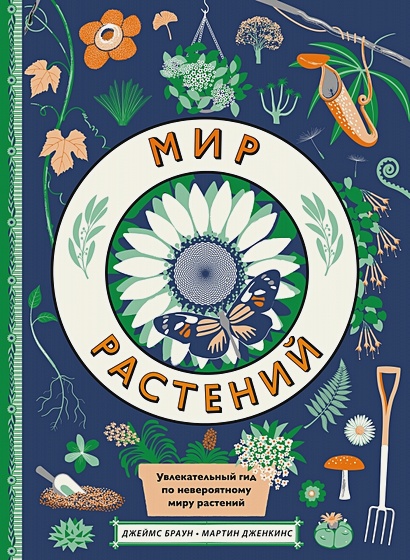 МИР
РАСТЕНИЙ
Увлекательный гид
по невероятному
миру растений
ДЖЕЙМС БРАУН • МАРТИН ДЖЕНКИНС